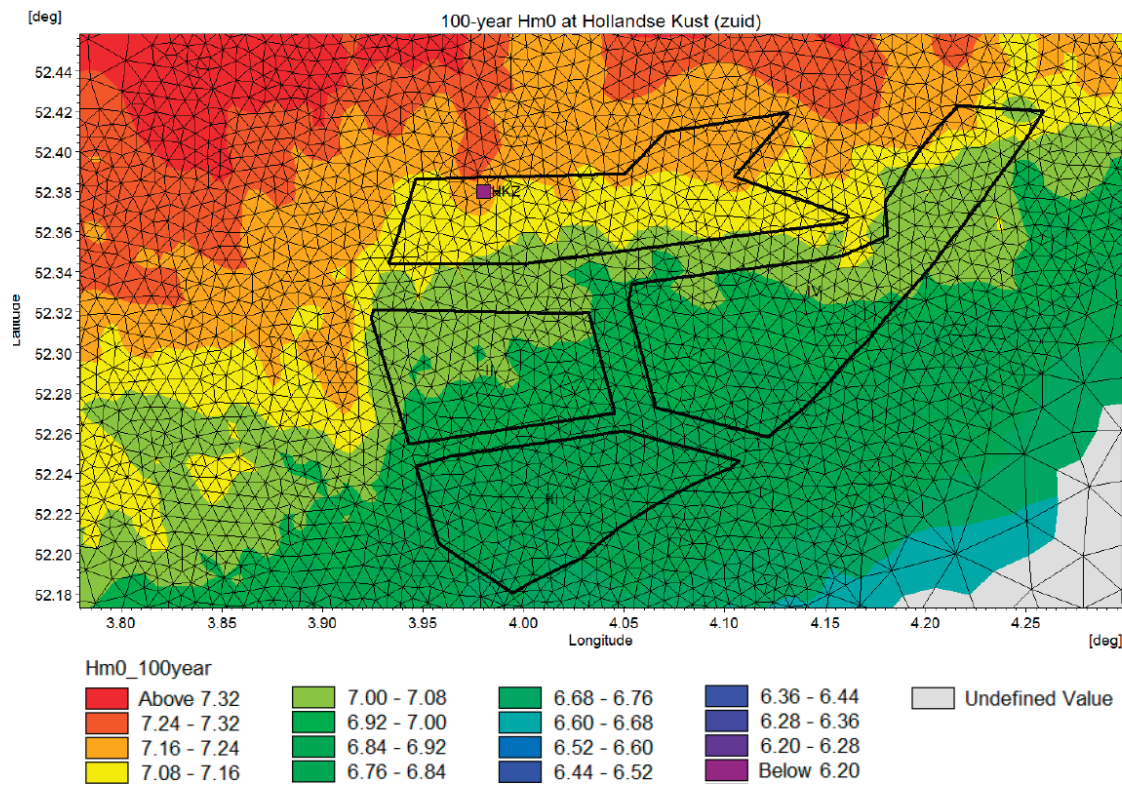 [deg]
100-year Hm0 at Hollandse Kust (zuid)
52.44
52.42
52.40
52.38
HKZ
52.36
52.34
52.32
IV
52.30
II
52.28
52.26
52.24
52.22
52.20
52.18
Latitude
3.80 3.85 3.90 3.95 4.00 4.05 4.10 4.15 4.20 4.25
Longitude [deg]
Hm0_100year
Above 7.32 7.00 - 7.08 6.68 - 6.76 6.36 - 6.44 Undefined Value
7.24 - 7.32 6.92 - 7.00 6.60 - 6.68 6.28 - 6.36
7.16 - 7.24 6.84 - 6.92 6.52 - 6.60 6.20 - 6.28
7.08 - 7.16 6.76 - 6.84 6.44 - 6.52 Below 6.20